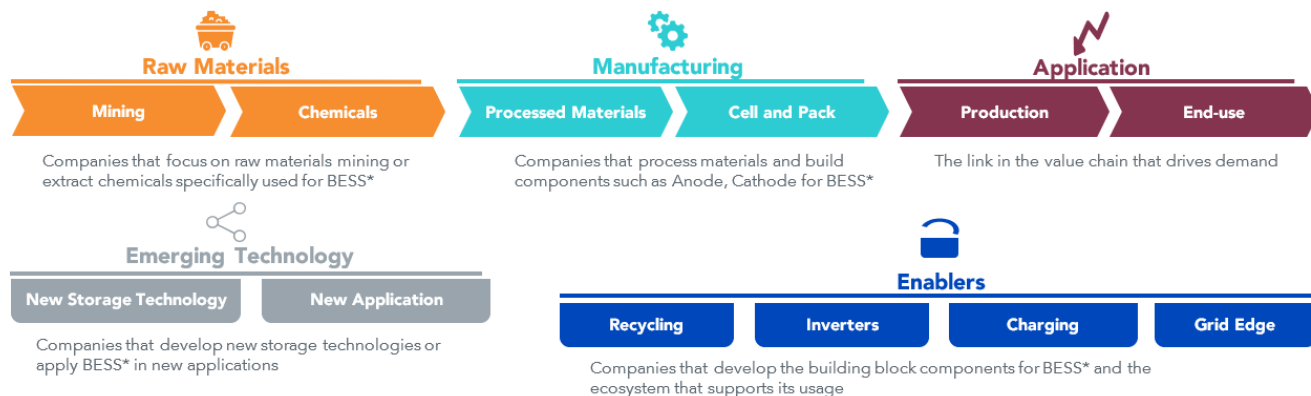 Raw Materials
Mining
Chemicals
Companies that focus on raw materials mining or
extract chemicals specifically used for BESS*
Manufacturing
Processed Materials
Cell and Pack
Companies that process materials and build
components such as Anode, Cathode for BESS*
Application
Production
End-use
The link in the value chain that drives demand
Emerging Technology
New Storage Technology
New Application
Companies that develop new storage technologies or
apply BESS* in new applications
Enablers
Recycling
Inverters
Charging
Grid Edge
Companies that develop the building block components for BESS* and the
ecosystem that supports its usage